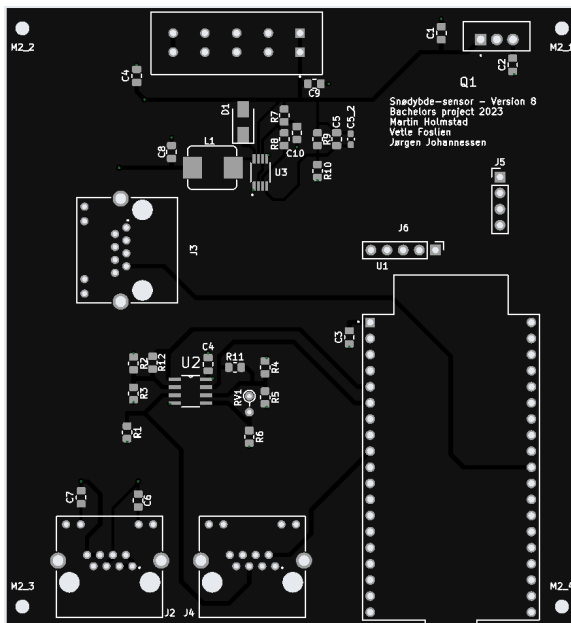 M2_2
C1
M2_1
C2
C4
C9
Q1
Snødybde-sensor - Version 8
Bachelors project 2023
Martin Holmstad
Vetle Foslien
Jørgen Johannessen
D1
R7
R8
C10
R9
C5
C5_2
L1
C8
U3
R10
J5
J3
J6
U1
C3
U2
C4
R2
R12
R11
R4
R3
RV1
R5
R1
R6
C7
C6
M2_3
J2
J4
M2_4